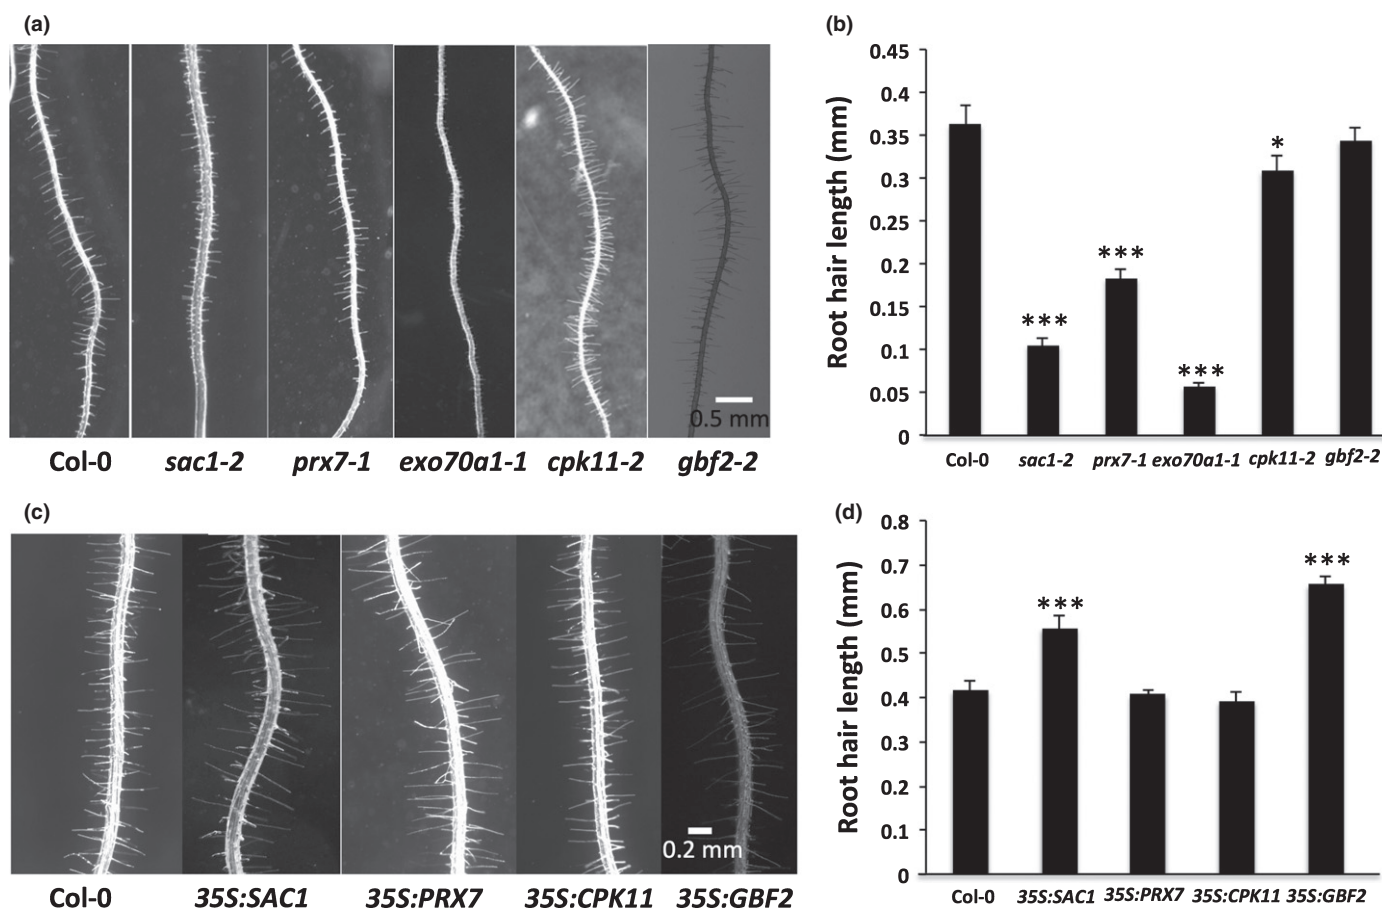 (a)
Col-0 sac1-2 prx7-1 exo70a1-1 cpk11-2 gbf2-2
0.5 mm
(b)
Root hair length (mm)
0.45
0.4
0.35
0.3
0.25
0.2
0.15
0.1
0.05
0
***
***
***
*
Col-0 sac1-2 prx7-1 exo70a1-1 cpk11-2 gbf2-2
(c)
0.2 mm
Col-0 35S:SAC1 35S:PRX7 35S:CPK11 35S:GBF2
(d)
Root hair length (mm)
0.8
0.7
0.6
0.5
0.4
0.3
0.2
0.1
0
***
***
Col-0 35S:SAC1 35S:PRX7 35S:CPK11 35S:GBF2